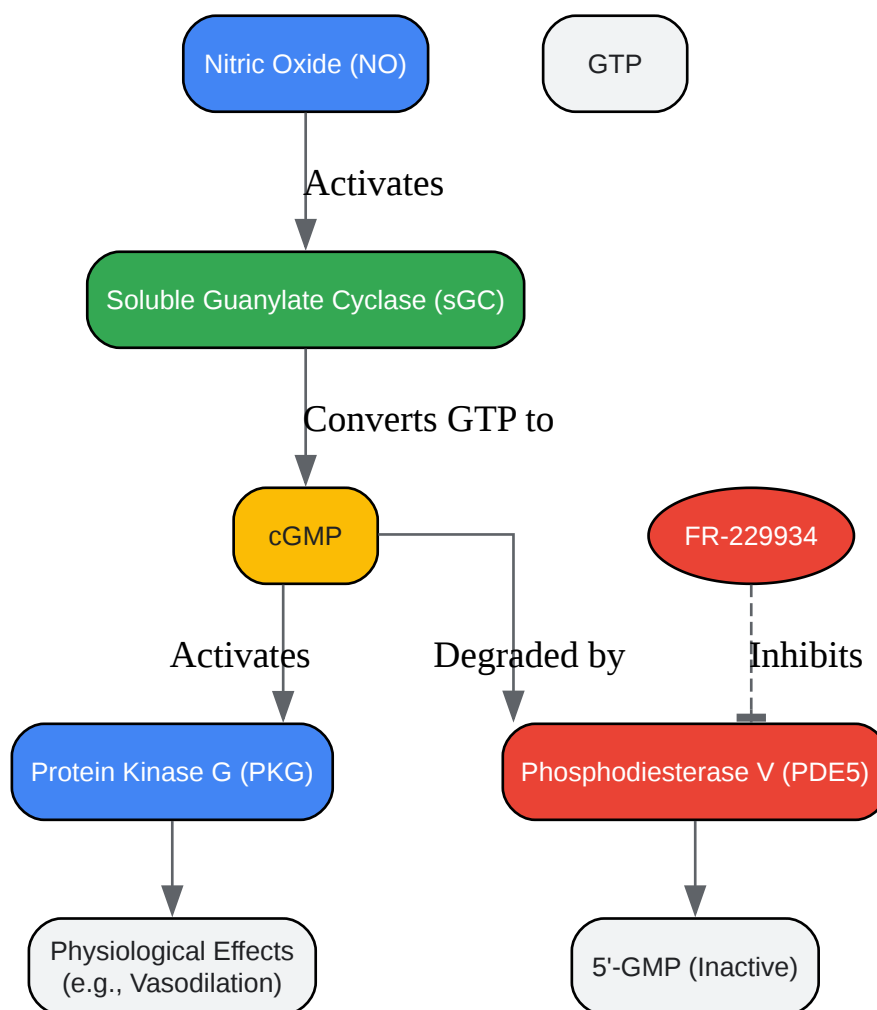 Nitric Oxide (NO)
GTP
Activates
Soluble Guanylate Cyclase (sGC)
Converts GTP to
cGMP
FR-229934
Activates
Degraded by
Inhibits
Protein Kinase G (PKG)
Phosphodiesterase V (PDE5)
Physiological Effects
(e.g., Vasodilation)
5'-GMP (Inactive)